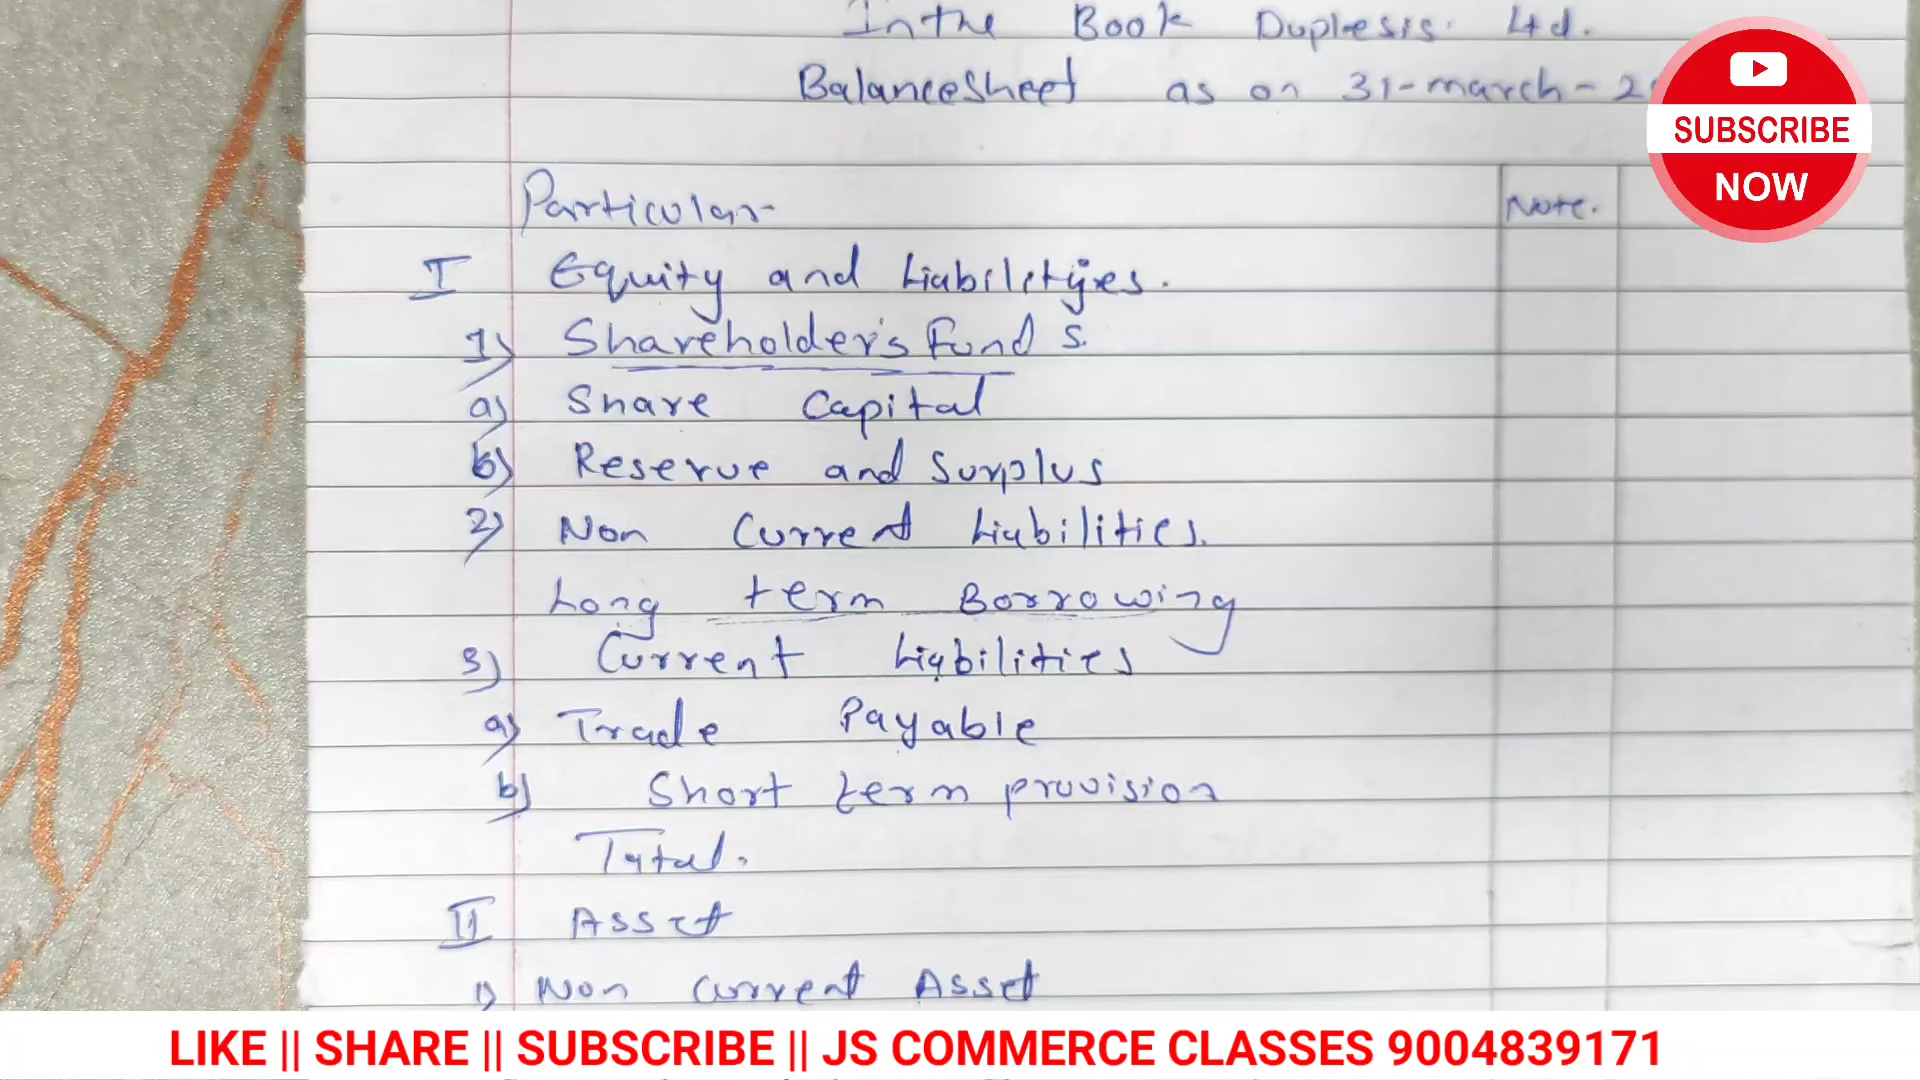 In the Book Duplesis. Ltd.
Balancesheet as on 31-march-2
SUBSCRIBE
NOW
Particular Note.
I Equity and Liabilityies.
1) Shareholder's Funds.
a) Share Capital
b) Reserve and Surplus
2) Non Current Liabilities.
Long term Borrowing
3) Current Liabilities
a) Trade Payable
b) Short term provision
Total.
II Asset
1) Non Current Asset
LIKE || SHARE || SUBSCRIBE || JS COMMERCE CLASSES 9004839171